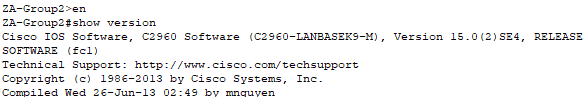 ZA-Group2>en
ZA-Group2#show version
Cisco IOS Software, C2960 Software (C2960-LANBASEK9-M), Version 15.0(2)SE4, RELEASE
SOFTWARE (fc1)
Technical Support: http://www.cisco.com/techsupport
Copyright (c) 1986-2013 by Cisco Systems, Inc.
Compiled Wed 26-Jun-13 02:49 by mnguyen